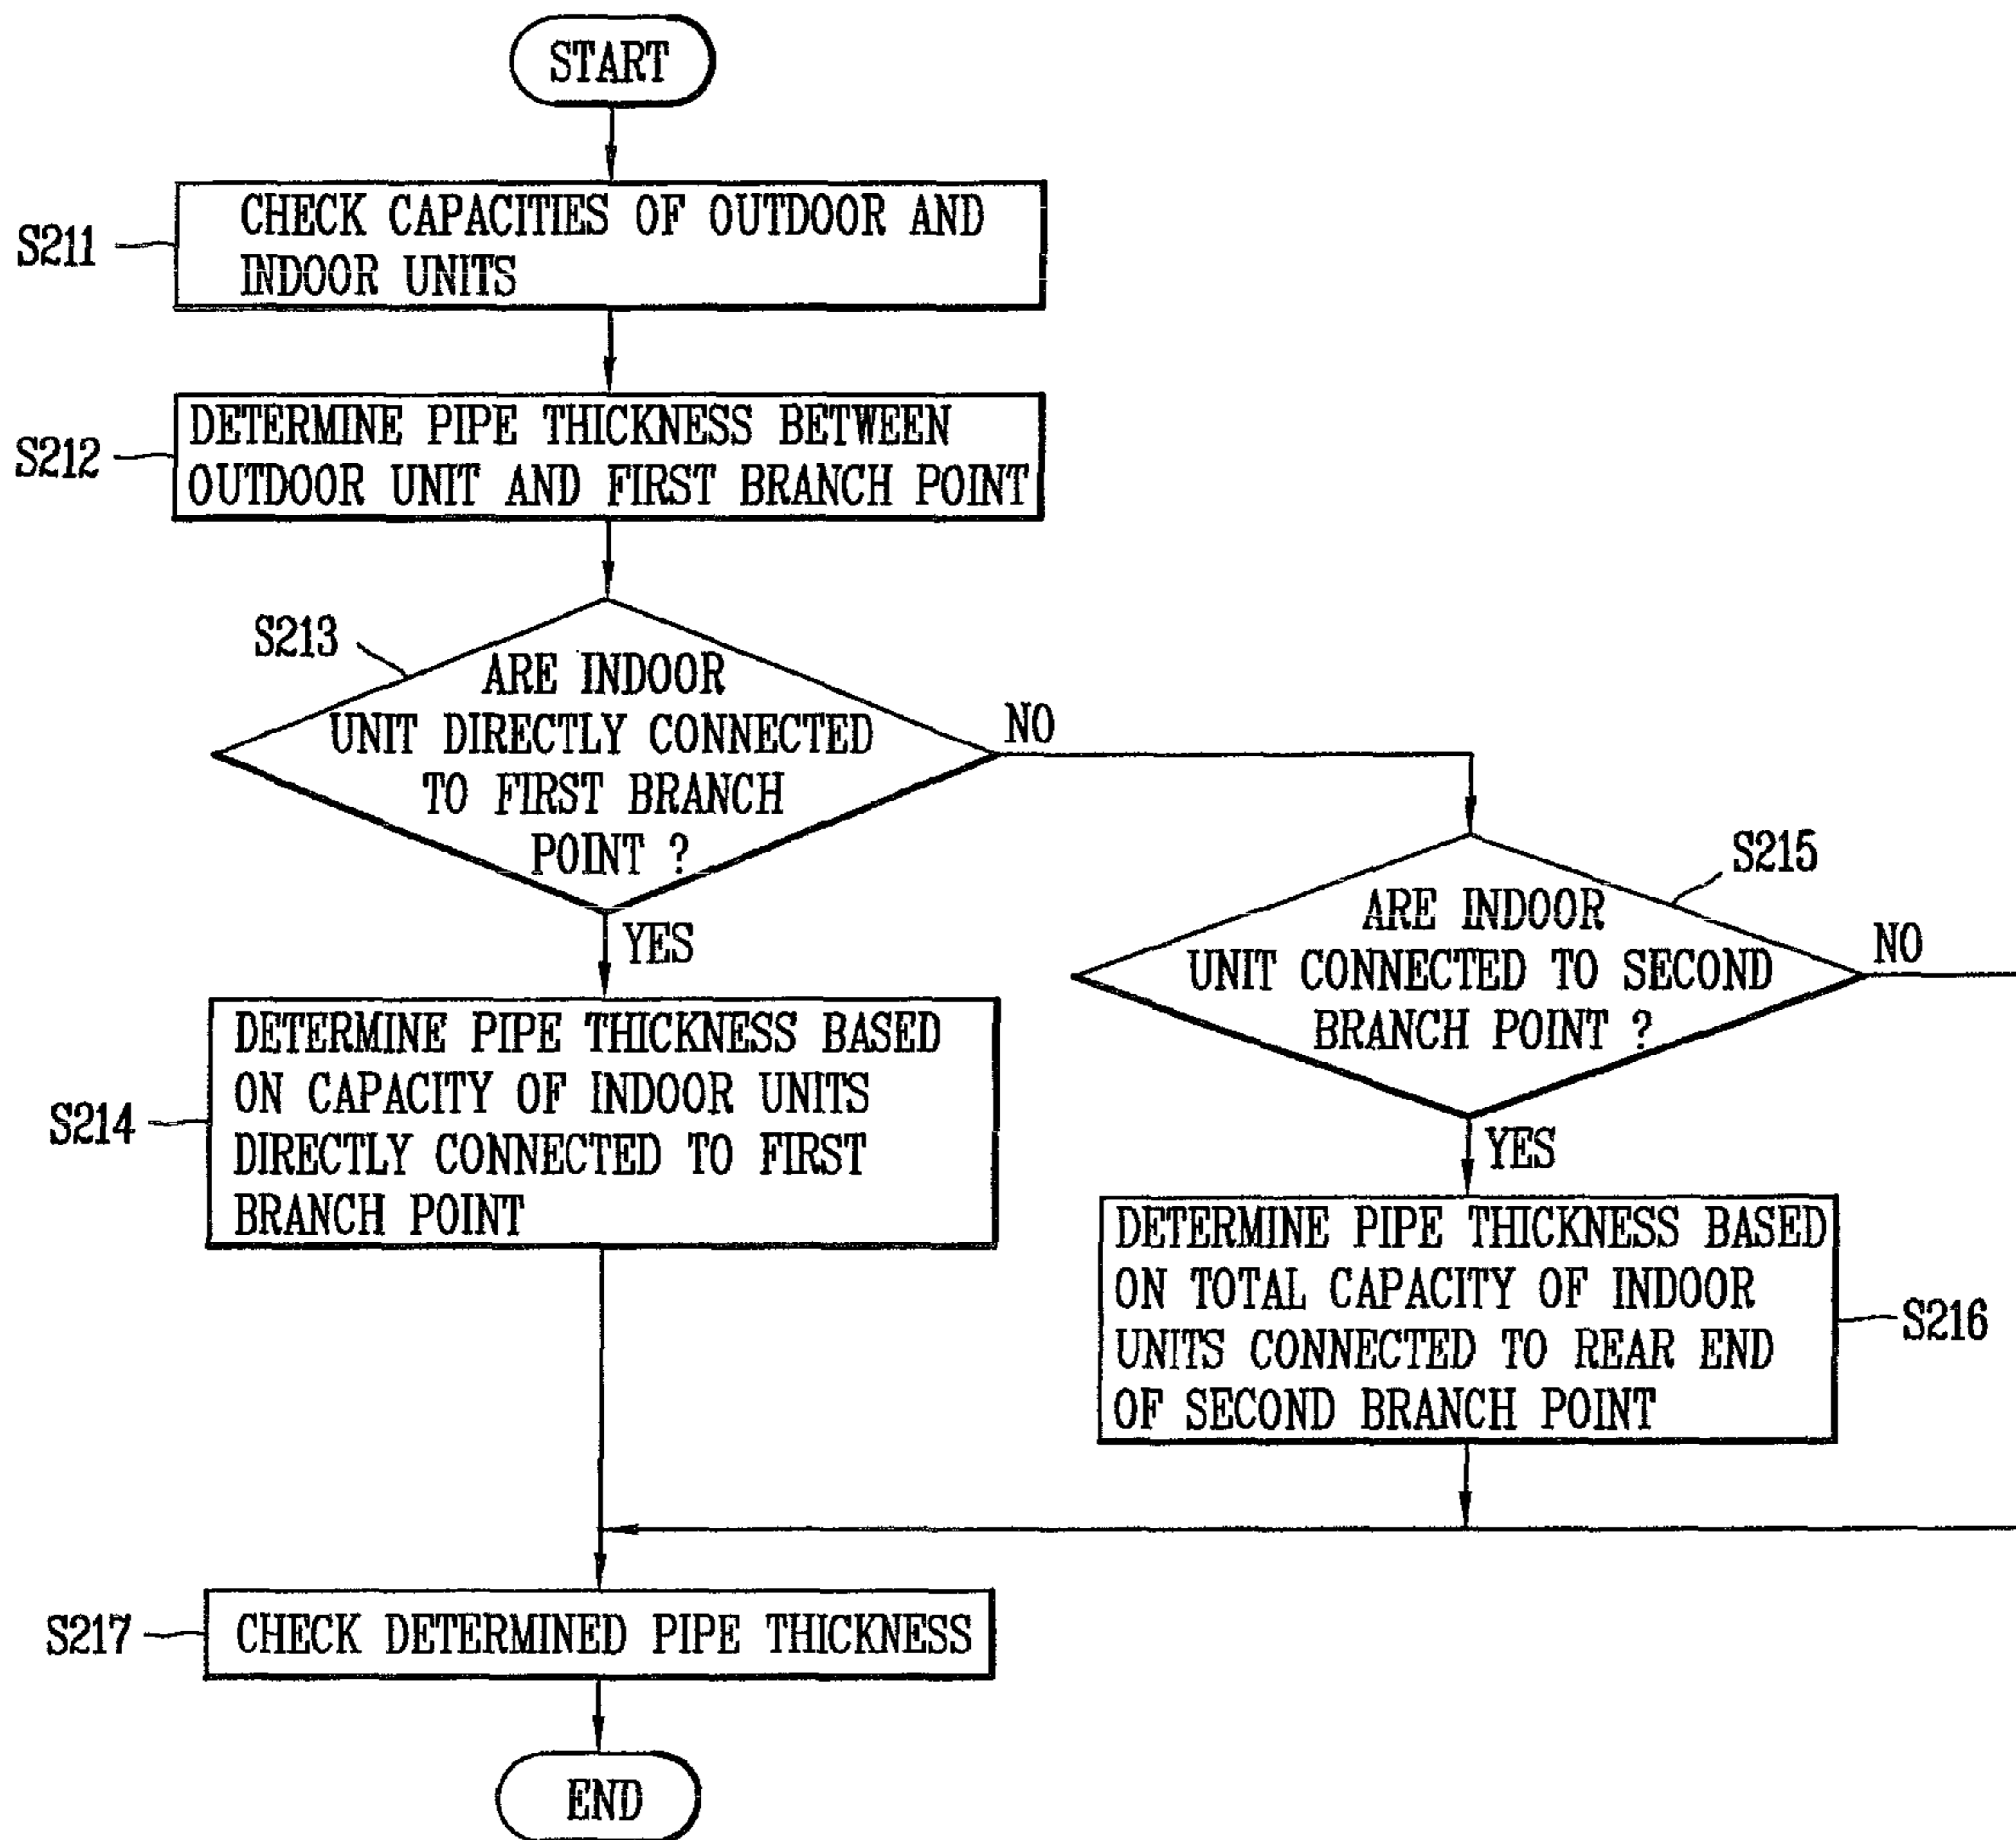 START
S211
CHECK CAPACITIES OF OUTDOOR AND
INDOOR UNITS
S212
DETERMINE PIPE THICKNESS BETWEEN
OUTDOOR UNIT AND FIRST BRANCH POINT
S213
ARE INDOOR
UNIT DIRECTLY CONNECTED
TO FIRST BRANCH
POINT ?
NO
YES
S215
ARE INDOOR
UNIT CONNECTED TO SECOND
BRANCH POINT ?
NO
YES
S214
DETERMINE PIPE THICKNESS BASED
ON CAPACITY OF INDOOR UNITS
DIRECTLY CONNECTED TO FIRST
BRANCH POINT
DETERMINE PIPE THICKNESS BASED
ON TOTAL CAPACITY OF INDOOR
UNITS CONNECTED TO REAR END
OF SECOND BRANCH POINT
S216
S217
CHECK DETERMINED PIPE THICKNESS
END